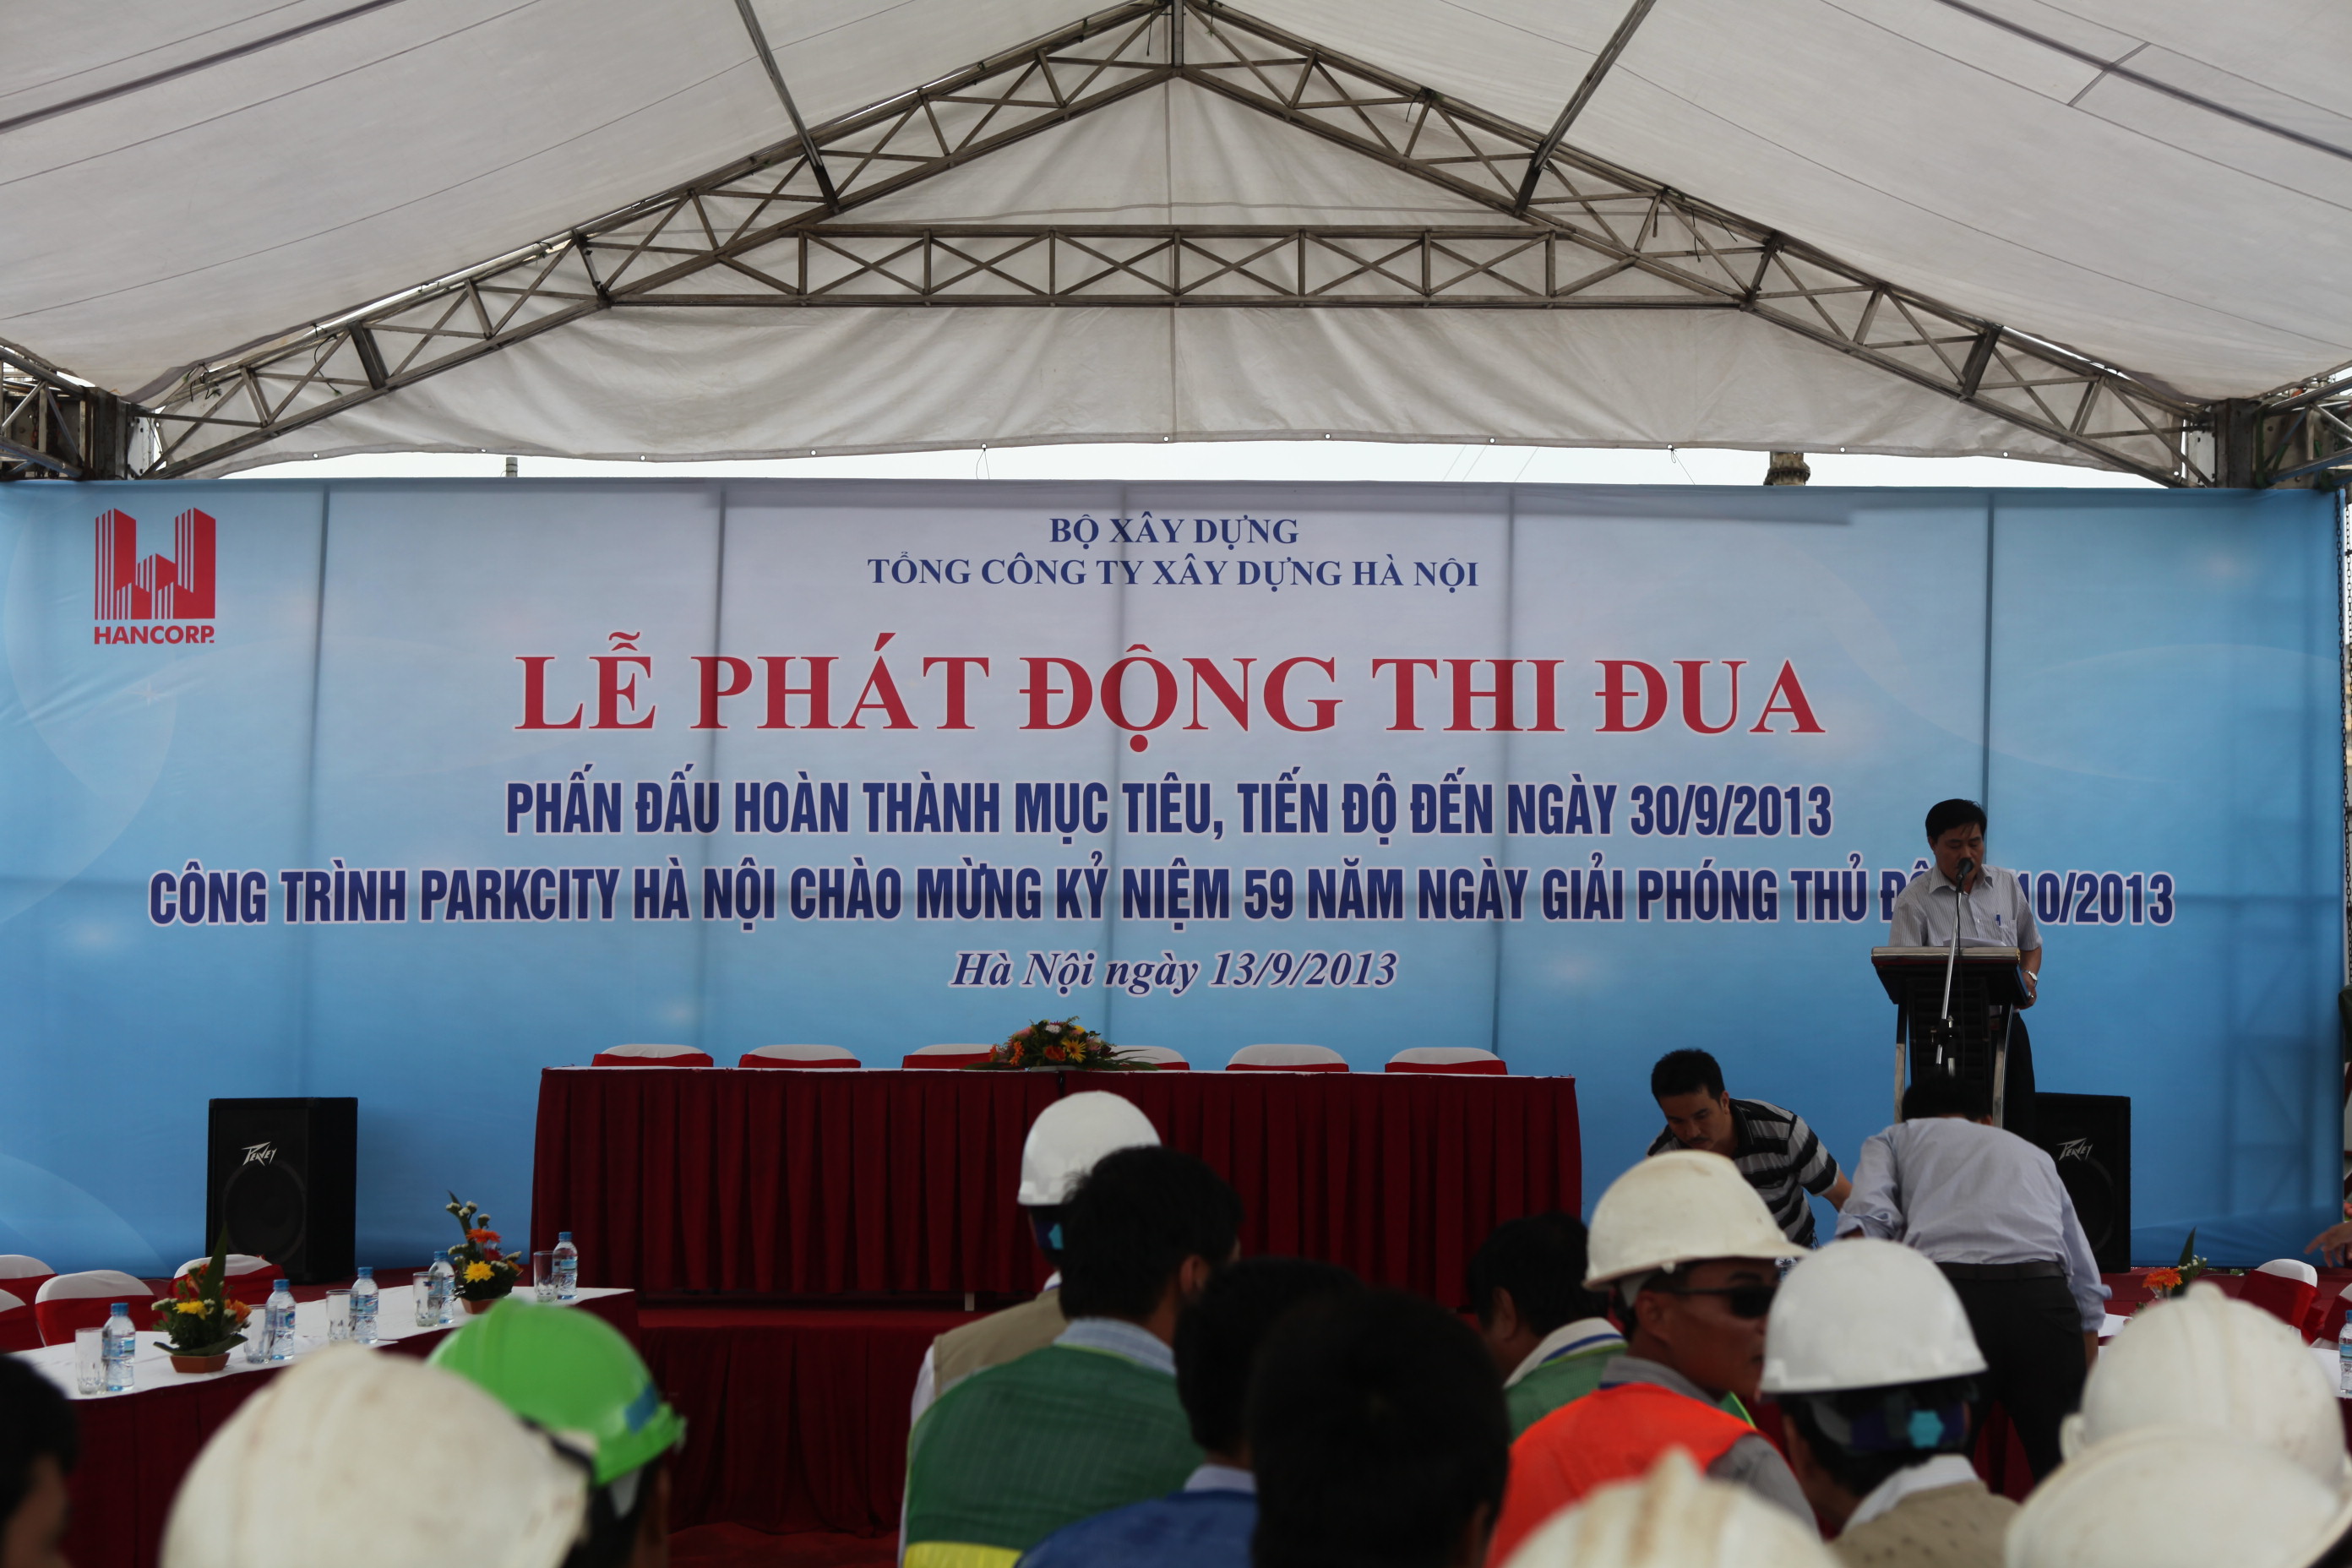 HANCORP.
BỘ XÂY DỰNG
TỔNG CÔNG TY XÂY DỰNG HÀ NỘI
LỄ PHÁT ĐỘNG THI ĐUA
PHẤN ĐẤU HOÀN THÀNH MỤC TIÊU, TIẾN ĐỘ ĐẾN NGÀY 30/9/2013
CÔNG TRÌNH PARKCITY HÀ NỘI CHÀO MỪNG KỶ NIỆM 59 NĂM NGÀY GIẢI PHÓNG THỦ 10/2013
Hà Nội ngày 13/9/2013
PEAVEY
PEAVEY